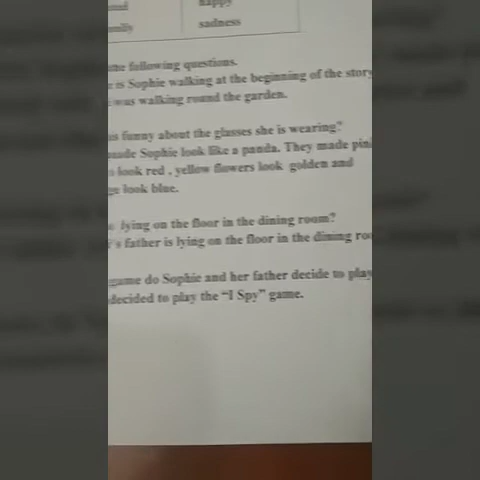 happy
sadness
the following questions.
is Sophie walking at the beginning of the story
was walking round the garden.
is funny about the glasses she is wearing?
made Sophie look like a panda. They made pin
look red , yellow flowers look golden and
look blue.
lying on the floor in the dining room?
's father is lying on the floor in the dining ro
game do Sophie and her father decide to play
decided to play the "I Spy" game.